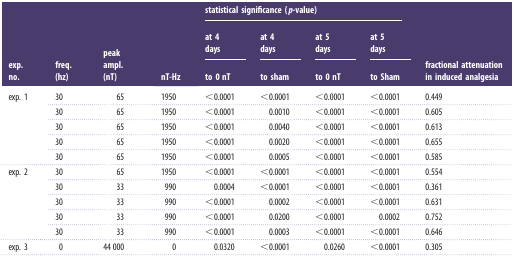 statistical significance (p-value)
exp. no. freq. (hz) peak ampl. (nT) nT-Hz at 4 days to 0 nT at 4 days to sham at 5 days to 0 nT at 5 days to Sham fractional attenuation in induced analgesia
exp. 1 30 65 1950 <0.0001 <0.0001 <0.0001 <0.0001 0.449
30 65 1950 <0.0001 0.0010 <0.0001 <0.0001 0.605
30 65 1950 <0.0001 0.0040 <0.0001 <0.0001 0.613
30 65 1950 <0.0001 0.0020 <0.0001 <0.0001 0.655
30 65 1950 <0.0001 0.0005 <0.0001 <0.0001 0.585
exp. 2 30 65 1950 <0.0001 <0.0001 <0.0001 <0.0001 0.554
30 33 990 0.0004 <0.0001 <0.0001 <0.0001 0.361
30 33 990 <0.0001 0.0002 <0.0001 <0.0001 0.631
30 33 990 <0.0001 0.0200 <0.0001 0.0002 0.752
30 33 990 <0.0001 0.0003 <0.0001 <0.0001 0.646
exp. 3 0 44 000 0 0.0320 <0.0001 0.0260 <0.0001 0.305